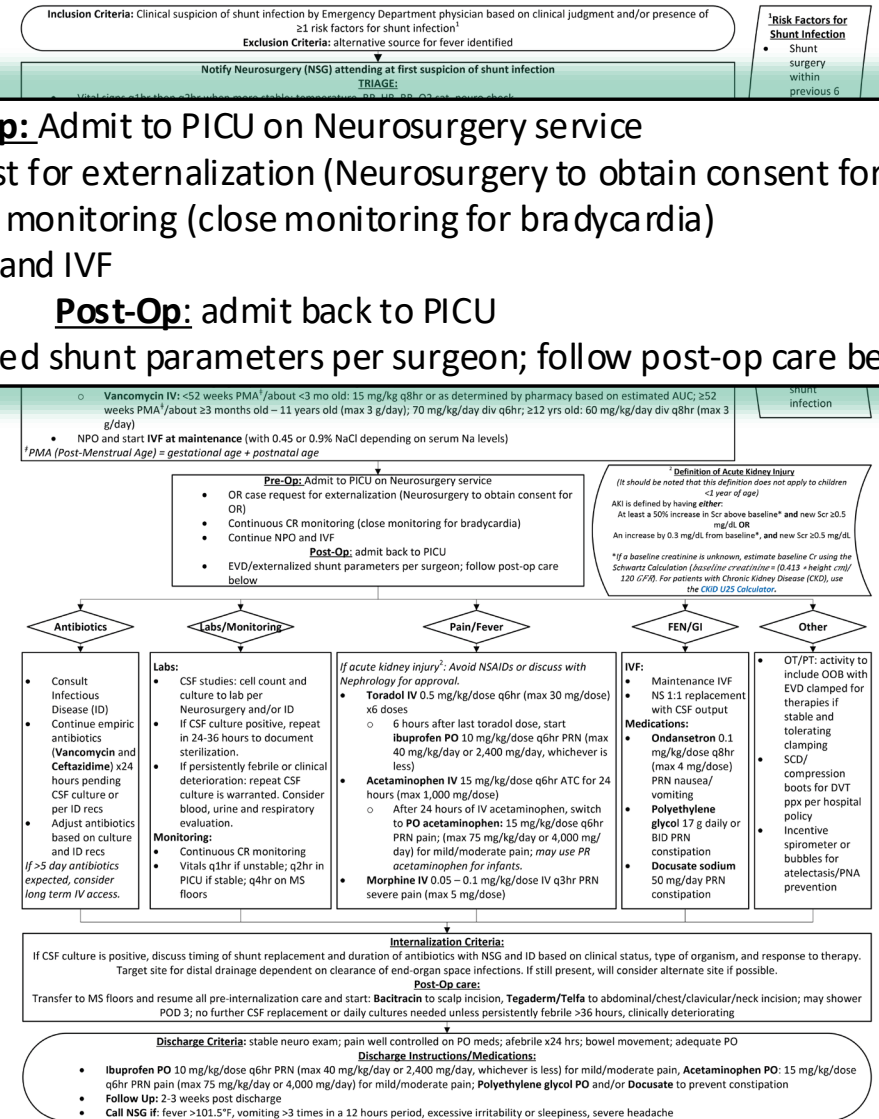 Inclusion Criteria: Clinical suspicion of shunt infection by Emergency Department physician based on clinical judgment and/or presence of
≥1 risk factors for shunt infection¹
Exclusion Criteria: alternative source for fever identified
¹Risk Factors for
Shunt Infection
• Shunt
surgery
within
previous 6
Notify Neurosurgery (NSG) attending at first suspicion of shunt infection
TRIAGE:
p: Admit to PICU on Neurosurgery service
st for externalization (Neurosurgery to obtain consent for
monitoring (close monitoring for bradycardia)
and IVF
Post-Op: admit back to PICU
ed shunt parameters per surgeon; follow post-op care be
shunt
infection
o Vancomycin IV: <52 weeks PMA‡/about <3 mo old: 15 mg/kg q8hr or as determined by pharmacy based on estimated AUC; ≥52
weeks PMA‡/about ≥3 months old – 11 years old (max 3 g/day); 70 mg/kg/day div q6hr; ≥12 yrs old: 60 mg/kg/day div q8hr (max 3
g/day)
• NPO and start IVF at maintenance (with 0.45 or 0.9% NaCl depending on serum Na levels)
‡PMA (Post-Menstrual Age) = gestational age + postnatal age
Pre-Op: Admit to PICU on Neurosurgery service
• OR case request for externalization (Neurosurgery to obtain consent for
OR)
• Continuous CR monitoring (close monitoring for bradycardia)
• Continue NPO and IVF
Post-Op: admit back to PICU
• EVD/externalized shunt parameters per surgeon; follow post-op care
below
² Definition of Acute Kidney Injury
(It should be noted that this definition does not apply to children
<1 year of age)
AKI is defined by having either:
At least a 50% increase in Scr above baseline* and new Scr ≥0.5
mg/dL OR
An increase by 0.3 mg/dL from baseline*, and new Scr ≥0.5 mg/dL
*If a baseline creatinine is unknown, estimate baseline Cr using the
Schwartz Calculation (baseline creatinine = (0.413 * height cm)/
120 GFR). For patients with Chronic Kidney Disease (CKD), use
the CKiD U25 Calculator.
Antibiotics
• Consult
Infectious
Disease (ID)
• Continue empiric
antibiotics
(Vancomycin and
Ceftazidime) x24
hours pending
CSF culture or
per ID recs
• Adjust antibiotics
based on culture
and ID recs
If >5 day antibiotics
expected, consider
long term IV access.
Labs/Monitoring
Labs:
• CSF studies: cell count and
culture to lab per
Neurosurgery and/or ID
• If CSF culture positive, repeat
in 24-36 hours to document
sterilization.
• If persistently febrile or clinical
deterioration: repeat CSF
culture is warranted. Consider
blood, urine and respiratory
evaluation.
Monitoring:
• Continuous CR monitoring
• Vitals q1hr if unstable; q2hr in
PICU if stable; q4hr on MS
floors
Pain/Fever
If acute kidney injury²: Avoid NSAIDs or discuss with
Nephrology for approval.
• Toradol IV 0.5 mg/kg/dose q6hr (max 30 mg/dose)
x6 doses
o 6 hours after last toradol dose, start
ibuprofen PO 10 mg/kg/dose q6hr PRN (max
40 mg/kg/day or 2,400 mg/day, whichever is
less)
• Acetaminophen IV 15 mg/kg/dose q6hr ATC for 24
hours (max 1,000 mg/dose)
o After 24 hours of IV acetaminophen, switch
to PO acetaminophen: 15 mg/kg/dose q6hr
PRN pain; (max 75 mg/kg/day or 4,000 mg/
day) for mild/moderate pain; may use PR
acetaminophen for infants.
• Morphine IV 0.05 – 0.1 mg/kg/dose IV q3hr PRN
severe pain (max 5 mg/dose)
FEN/GI
IVF:
• Maintenance IVF
• NS 1:1 replacement
with CSF output
Medications:
• Ondansetron 0.1
mg/kg/dose q8hr
(max 4 mg/dose)
PRN nausea/
vomiting
• Polyethylene
glycol 17 g daily or
BID PRN
constipation
• Docusate sodium
50 mg/day PRN
constipation
Other
• OT/PT: activity to
include OOB with
EVD clamped for
therapies if
stable and
tolerating
clamping
• SCD/
compression
boots for DVT
ppx per hospital
policy
• Incentive
spirometer or
bubbles for
atelectasis/PNA
prevention
Internalization Criteria:
If CSF culture is positive, discuss timing of shunt replacement and duration of antibiotics with NSG and ID based on clinical status, type of organism, and response to therapy.
Target site for distal drainage dependent on clearance of end-organ space infections. If still present, will consider alternate site if possible.
Post-Op care:
Transfer to MS floors and resume all pre-internalization care and start: Bacitracin to scalp incision, Tegaderm/Telfa to abdominal/chest/clavicular/neck incision; may shower
POD 3; no further CSF replacement or daily cultures needed unless persistently febrile >36 hours, clinically deteriorating
Discharge Criteria: stable neuro exam; pain well controlled on PO meds; afebrile x24 hrs; bowel movement; adequate PO
Discharge Instructions/Medications:
• Ibuprofen PO 10 mg/kg/dose q6hr PRN (max 40 mg/kg/day or 2,400 mg/day, whichever is less) for mild/moderate pain, Acetaminophen PO: 15 mg/kg/dose
q6hr PRN pain (max 75 mg/kg/day or 4,000 mg/day) for mild/moderate pain; Polyethylene glycol PO and/or Docusate to prevent constipation
• Follow Up: 2-3 weeks post discharge
• Call NSG if: fever >101.5°F, vomiting >3 times in a 12 hours period, excessive irritability or sleepiness, severe headache